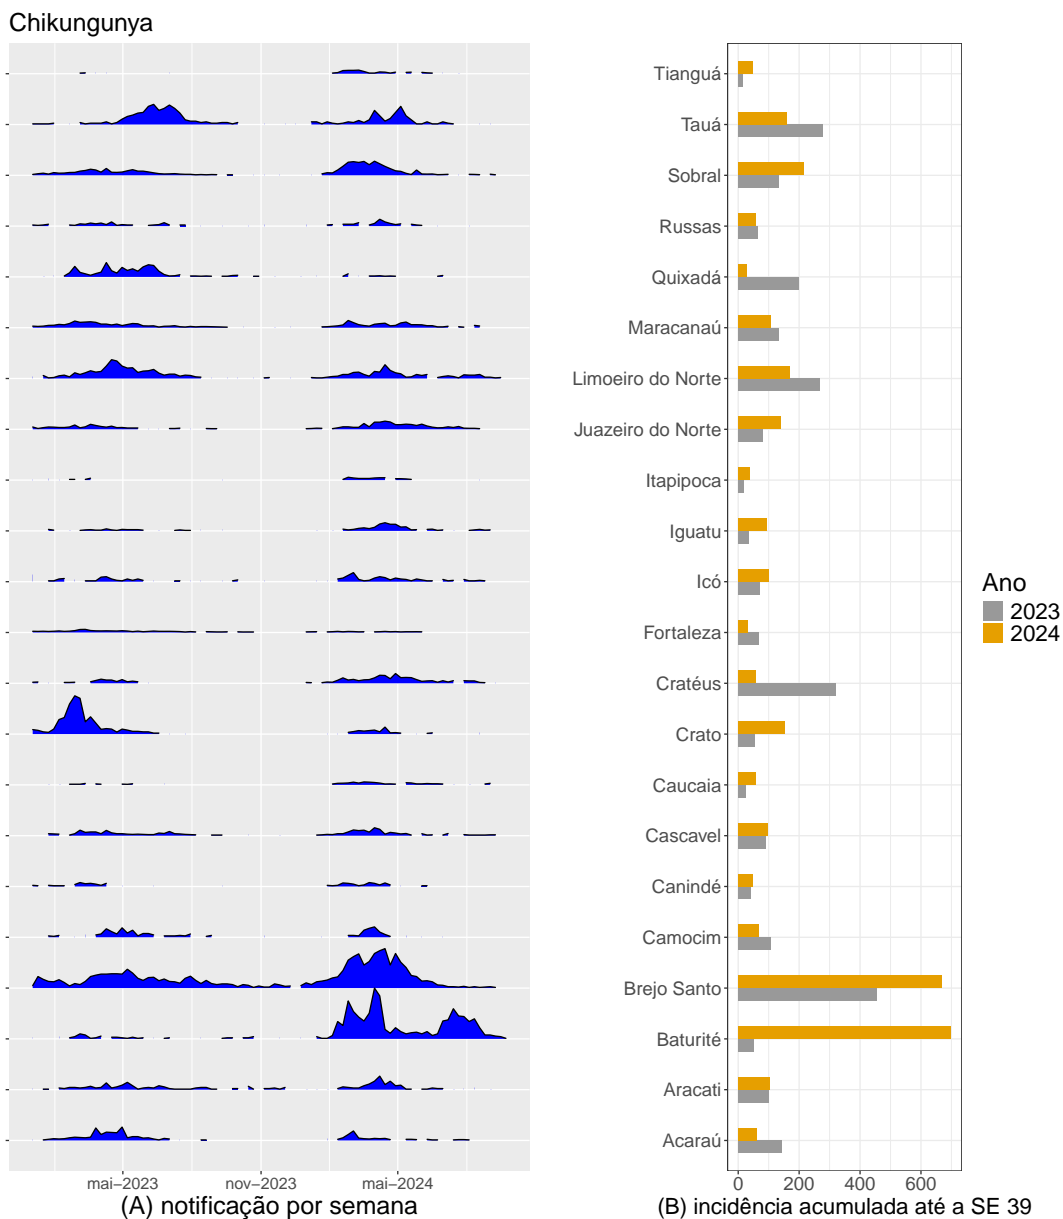 Chikungunya
Tianguá
Tauá
Sobral
Russas
Quixadá
Maracanaú
Limoeiro do Norte
Juazeiro do Norte
Itapipoca
Iguatu
Icó
Fortaleza
Cratéus
Crato
Caucaia
Cascavel
Canindé
Camocim
Brejo Santo
Baturité
Aracati
Acaraú
mai−2023 nov−2023 mai−2024
(A) notificação por semana
0 200 400 600
(B) incidência acumulada até a SE 39
Ano
2023
2024